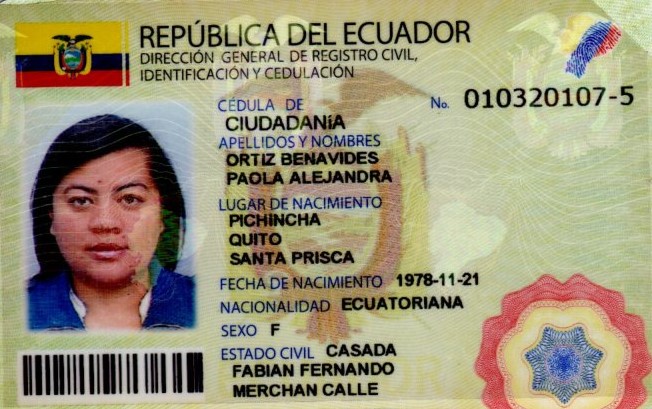 REPÚBLICA DEL ECUADOR
DIRECCIÓN GENERAL DE REGISTRO CIVIL,
IDENTIFICACIÓN Y CEDULACIÓN
CÉDULA DE No. 010320107-5
CIUDADANíA
APELLIDOS Y NOMBRES
ORTIZ BENAVIDES
PAOLA ALEJANDRA
LUGAR DE NACIMIENTO
PICHINCHA
QUITO
SANTA PRISCA
FECHA DE NACIMIENTO 1978-11-21
NACIONALIDAD ECUATORIANA
SEXO F
ESTADO CIVIL CASADA
FABIAN FERNANDO
MERCHAN CALLE